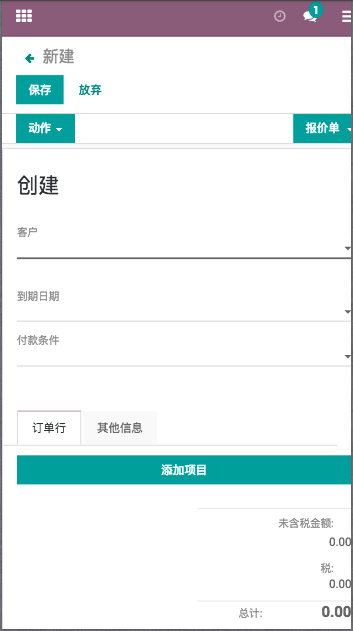 1
新建
保存 放弃
动作 报价单
创建
客户
到期日期
付款条件
订单行 其他信息
添加项目
未含税金额:
0.00
税:
0.00
总计: 0.00